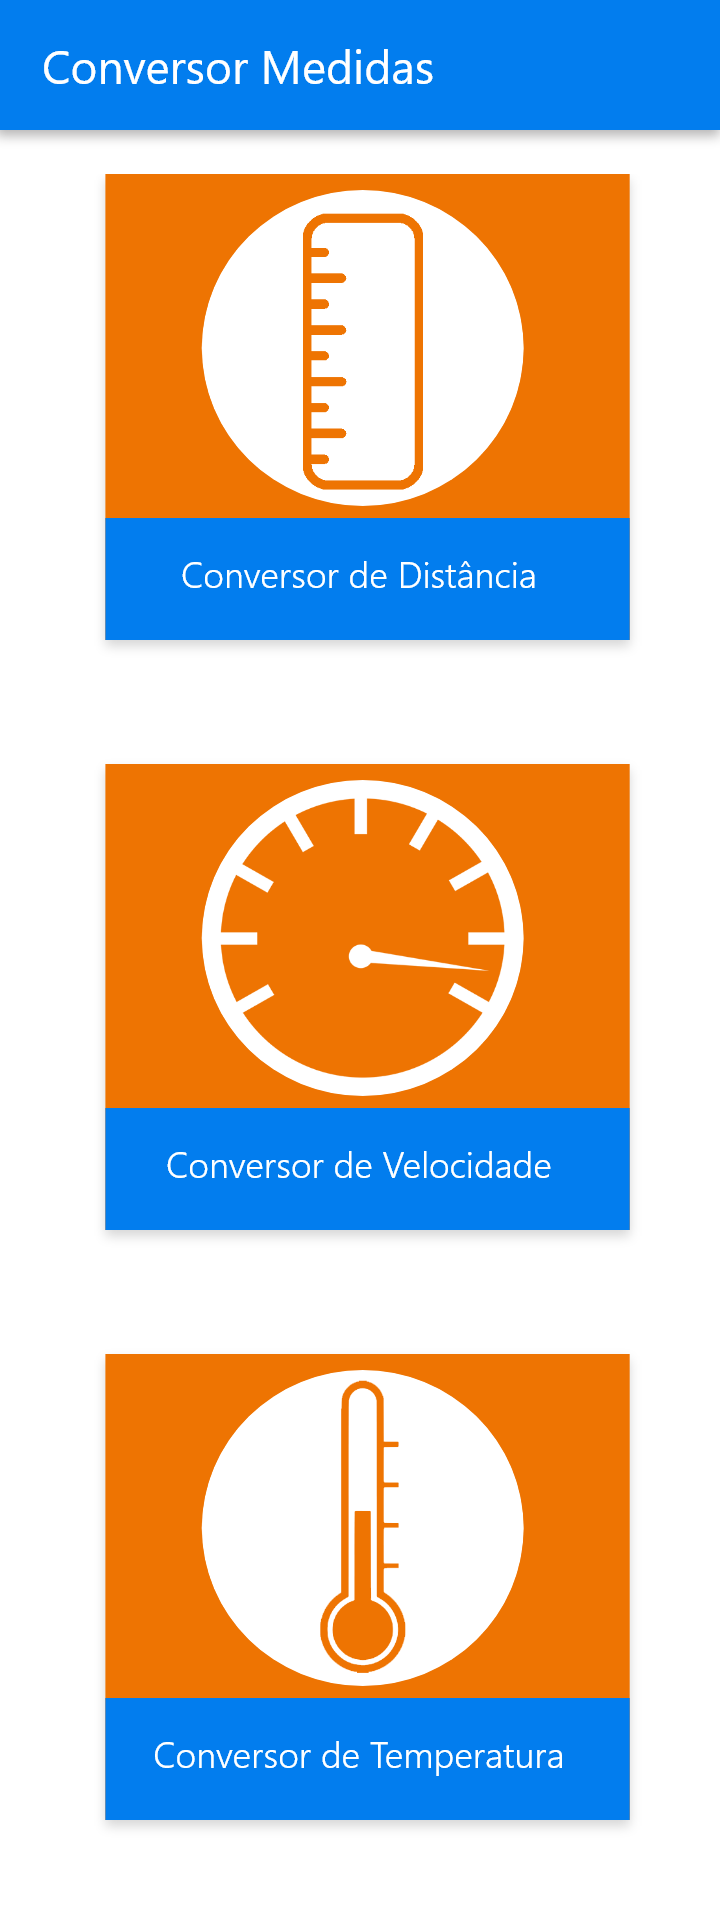 Conversor Medidas
Conversor de Distância
Conversor de Velocidade
Conversor de Temperatura